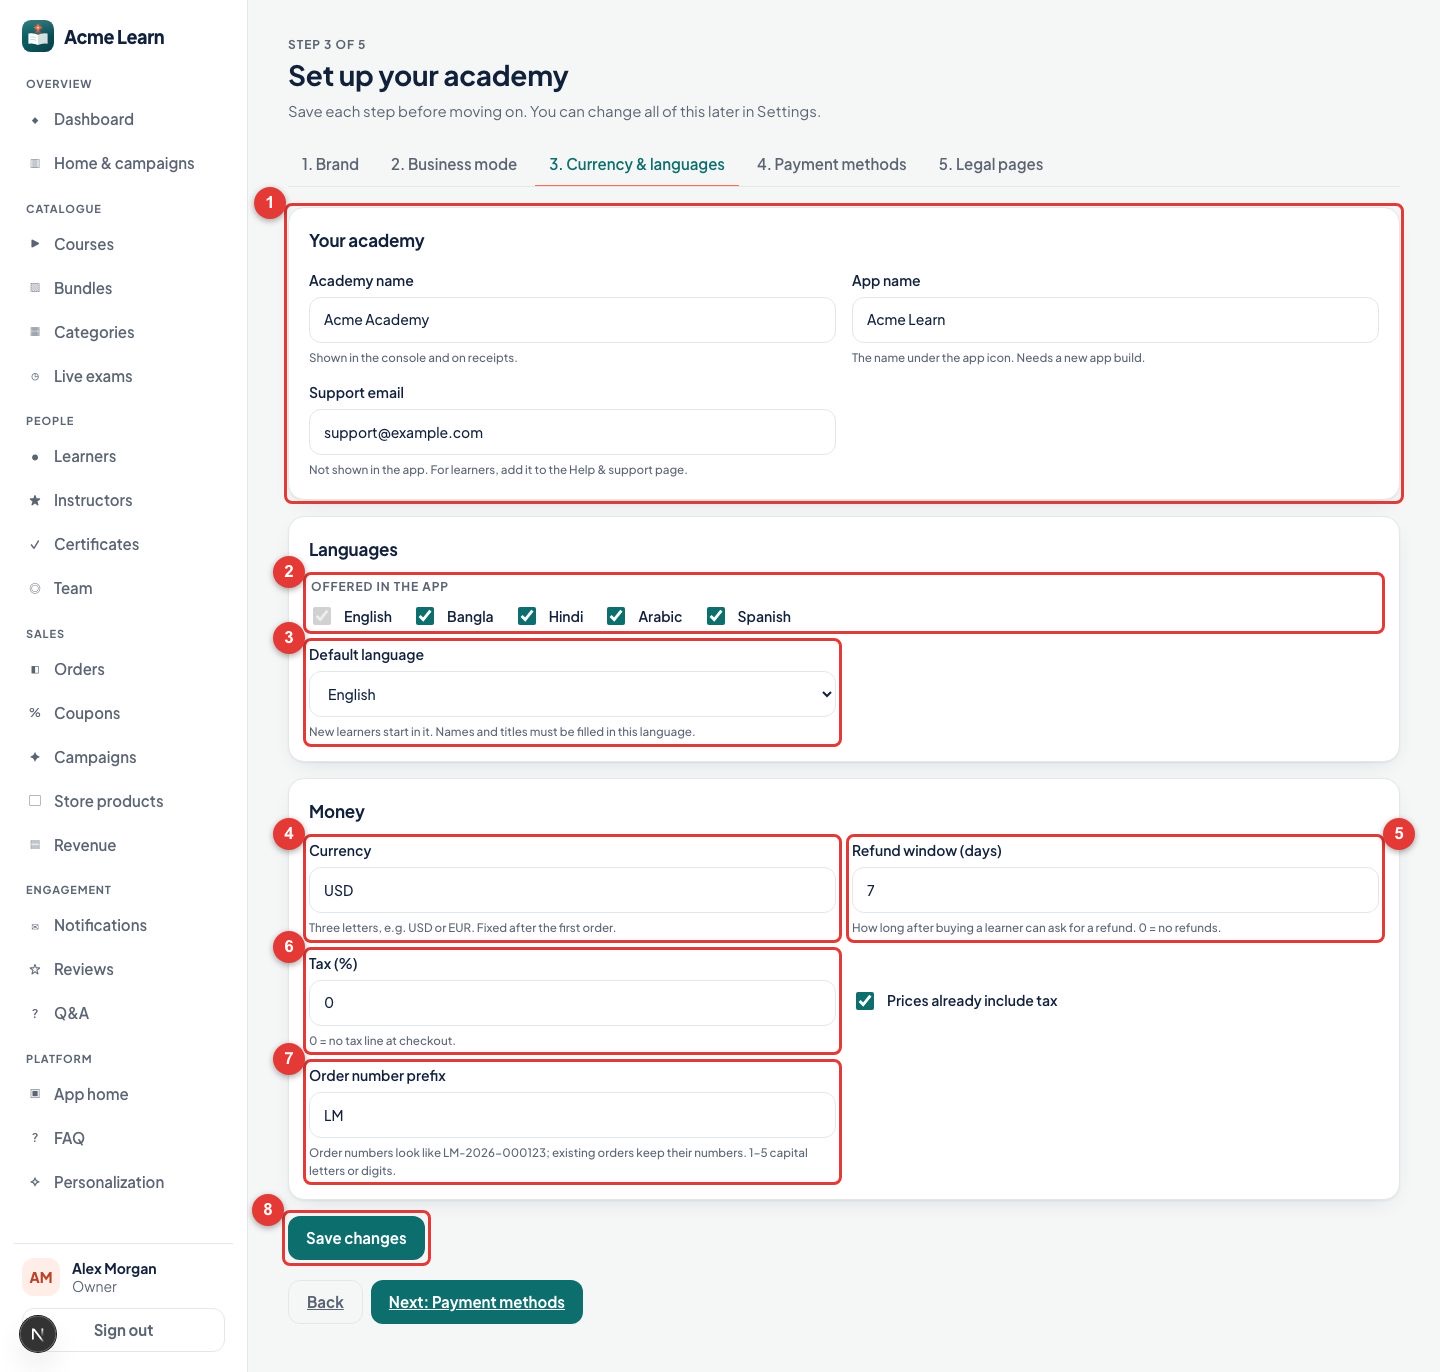 Acme Learn
OVERVIEW
Dashboard
Home & campaigns
CATALOGUE
Courses
Bundles
Categories
Live exams
PEOPLE
Learners
Instructors
Certificates
Team
SALES
Orders
% Coupons
Campaigns
Store products
Revenue
ENGAGEMENT
Notifications
Reviews
? Q&A
PLATFORM
App home
? FAQ
Personalization
AM
Alex Morgan
Owner
N
Sign out
STEP 3 OF 5
Set up your academy
Save each step before moving on. You can change all of this later in Settings.
1. Brand 2. Business mode 3. Currency & languages 4. Payment methods 5. Legal pages
1
Your academy
Academy name
Acme Academy
Shown in the console and on receipts.
App name
Acme Learn
The name under the app icon. Needs a new app build.
Support email
support@example.com
Not shown in the app. For learners, add it to the Help & support page.
Languages
2
OFFERED IN THE APP
English Bangla Hindi Arabic Spanish
3
Default language
English
New learners start in it. Names and titles must be filled in this language.
Money
4
Currency
USD
Three letters, e.g. USD or EUR. Fixed after the first order.
5
Refund window (days)
7
How long after buying a learner can ask for a refund. 0 = no refunds.
6
Tax (%)
0
0 = no tax line at checkout.
Prices already include tax
7
Order number prefix
LM
Order numbers look like LM-2026-000123; existing orders keep their numbers. 1–5 capital
letters or digits.
8
Save changes
Back
Next: Payment methods